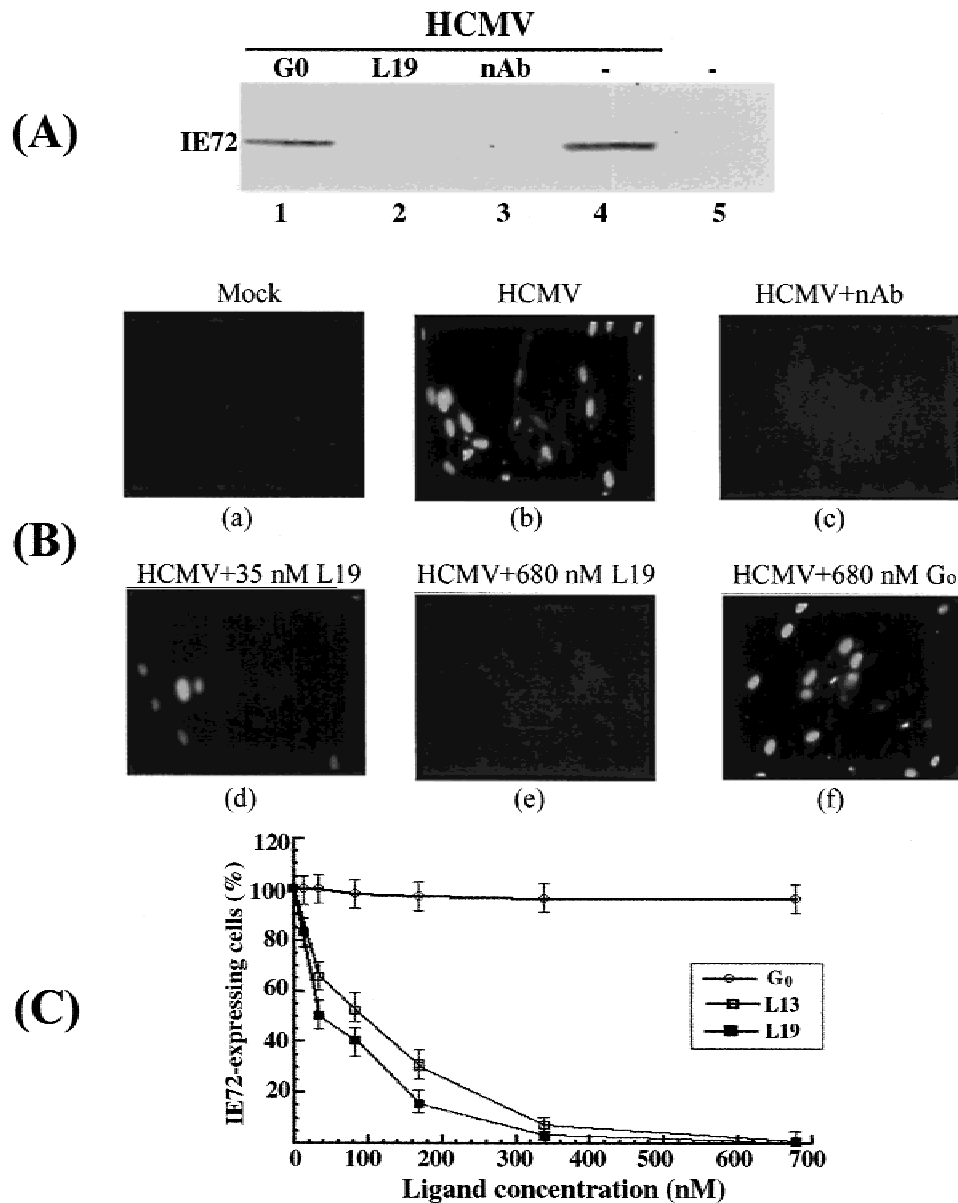 HCMV
G0 L19 nAb - -
(A)
IE72
1 2 3 4 5
Mock HCMV HCMV+nAb
(a) (b) (c)
(B)
HCMV+35 nM L19 HCMV+680 nM L19 HCMV+680 nM G₀
(d) (e) (f)
(C)
IE72-expressing cells (%)
120
100
80
60
40
20
G₀
L13
L19
0 100 200 300 400 500 600 700
Ligand concentration (nM)